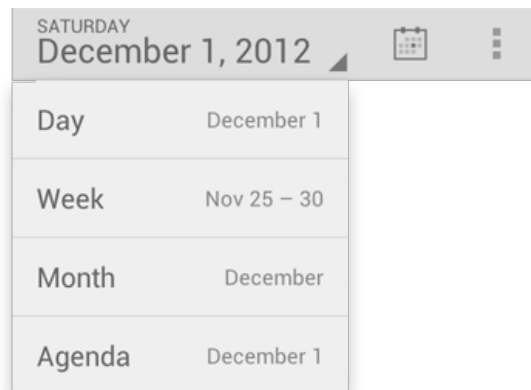 SATURDAY
December 1, 2012
Day December 1
Week Nov 25 – 30
Month December
Agenda December 1